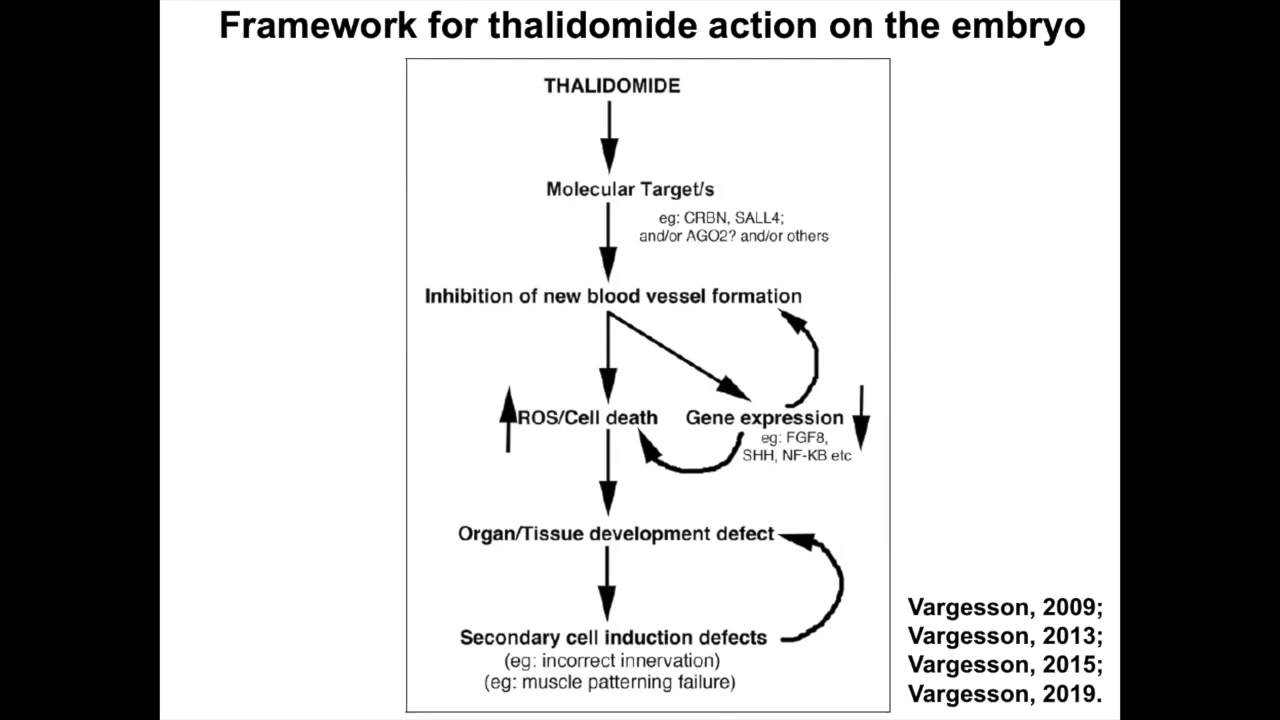 Framework for thalidomide action on the embryo
THALIDOMIDE
Molecular Target/s
eg: CRBN, SALL4;
and/or AGO2? and/or others
Inhibition of new blood vessel formation
ROS/Cell death
Gene expression
eg: FGF8,
SHH, NF-KB etc
Organ/Tissue development defect
Secondary cell induction defects
(eg: incorrect innervation)
(eg: muscle patterning failure)
Vargesson, 2009;
Vargesson, 2013;
Vargesson, 2015;
Vargesson, 2019.